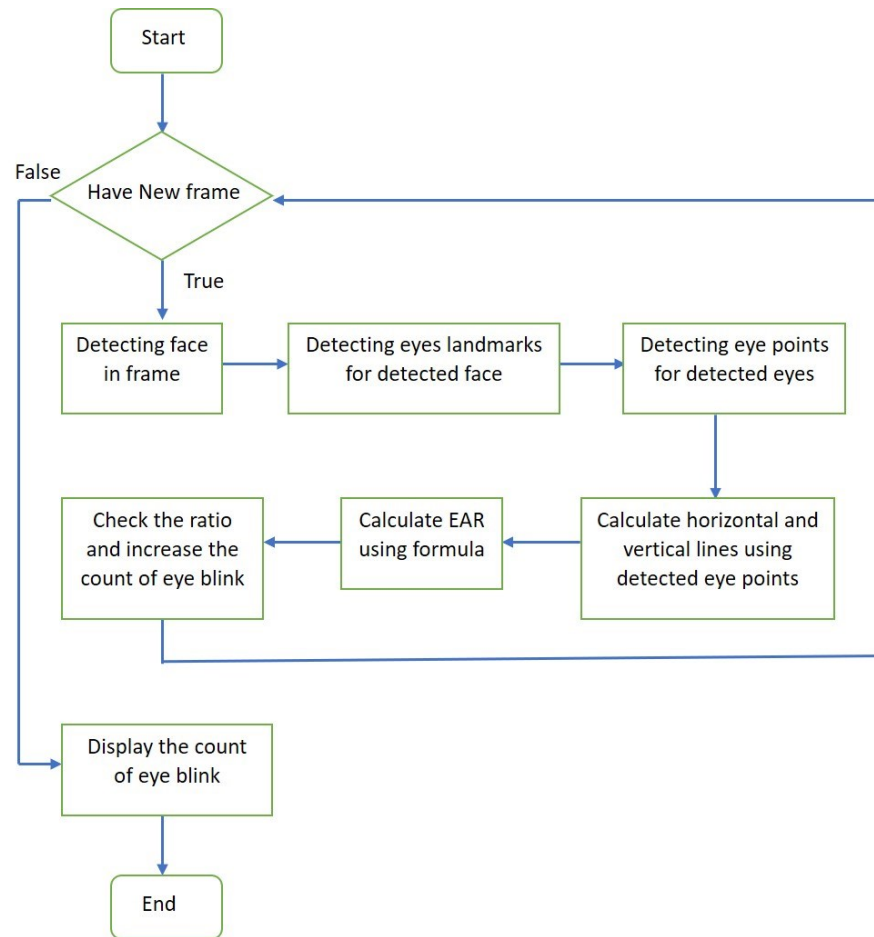 Start
False
Have New frame
True
Detecting face
in frame
Detecting eyes landmarks
for detected face
Detecting eye points
for detected eyes
Calculate horizontal and
vertical lines using
detected eye points
Calculate EAR
using formula
Check the ratio
and increase the
count of eye blink
Display the count
of eye blink
End